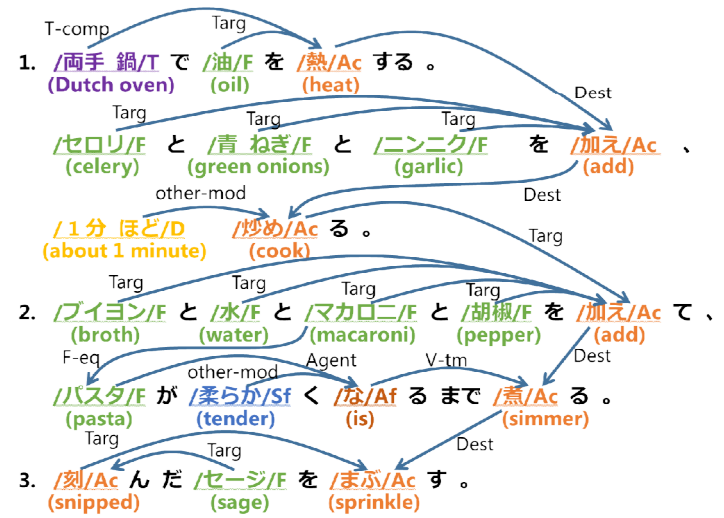 T-comp Targ
1. /両手 鍋/T で /油/F を /熱/Ac する 。
(Dutch oven) (oil) (heat)
Dest
Targ Targ Targ
/セロリ/F と /青 ねぎ/F と /ニンニク/F を /加え/Ac 、
(celery) (green onions) (garlic) (add)
other-mod Dest
/１分 ほど/D /炒め/Ac る 。
(about 1 minute) (cook)
Targ
Targ Targ Targ Targ
2. /ブイヨン/F と /水/F と /マカロニ/F と /胡椒/F を /加え/Ac て 、
(broth) (water) (macaroni) (pepper) (add)
F-eq other-mod Agent V-tm Dest
/パスタ/F が /柔らか/Sf く /な/Af る まで /煮/Ac る 。
(pasta) (tender) (is) (simmer)
Targ Targ Dest
3. /刻/Ac ん だ /セージ/F を /まぶ/Ac す 。
(snipped) (sage) (sprinkle)